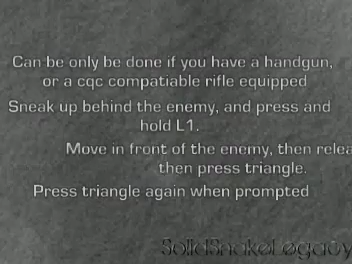 Can be only be done if you have a handgun,
or a cqc compatiable rifle equipped
Sneak up behind the enemy, and press and
hold L1.
Move in front of the enemy, then relea
then press triangle.
Press triangle again when prompted
SolidSnakeLegacy